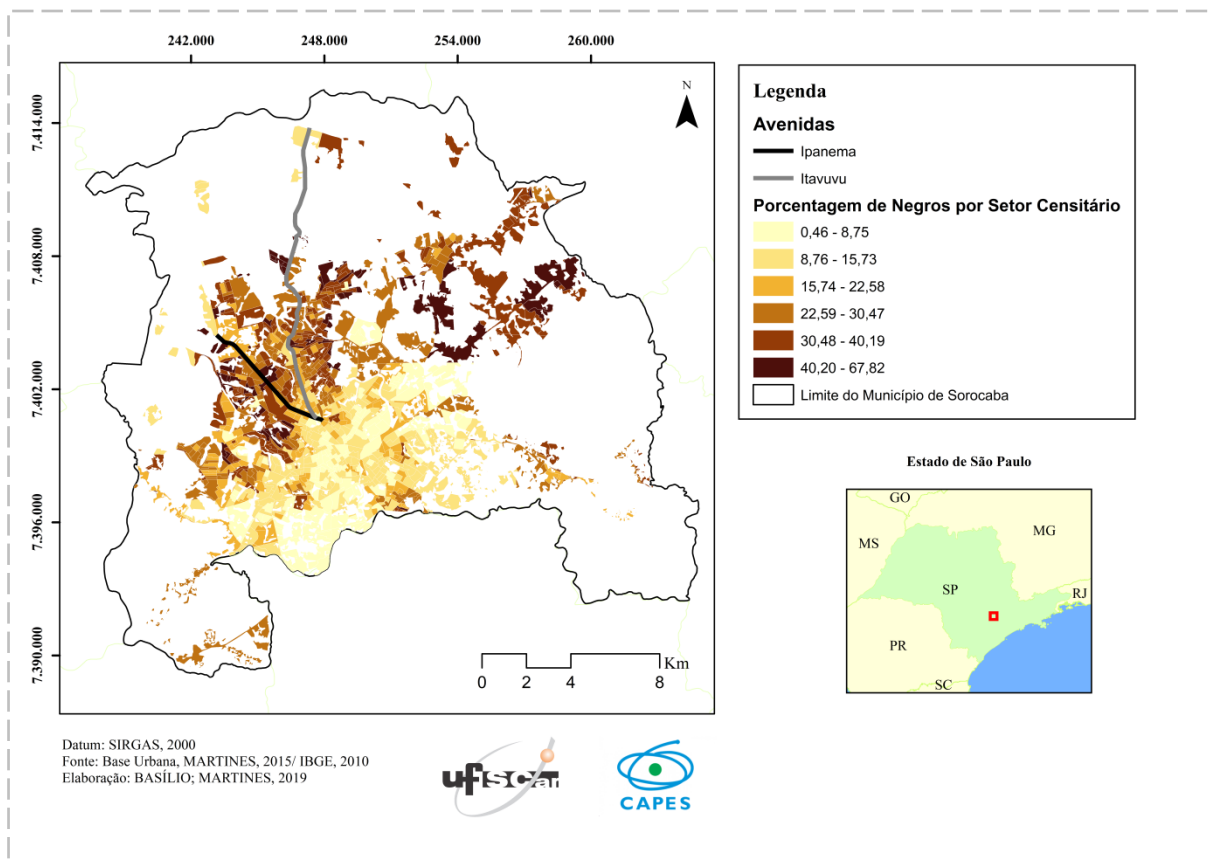 242.000 248.000 254.000 260.000
7.414.000
7.408.000
7.402.000
7.396.000
7.390.000
N
Km
0 2 4 8
Legenda
Avenidas
Ipanema
Itavuvu
Porcentagem de Negros por Setor Censitário
0,46 - 8,75
8,76 - 15,73
15,74 - 22,58
22,59 - 30,47
30,48 - 40,19
40,20 - 67,82
Limite do Município de Sorocaba
Estado de São Paulo
GO
MS
MG
SP
RJ
PR
SC
Datum: SIRGAS, 2000
Fonte: Base Urbana, MARTINES, 2015/ IBGE, 2010
Elaboração: BASÍLIO; MARTINES, 2019
ufscar
CAPES